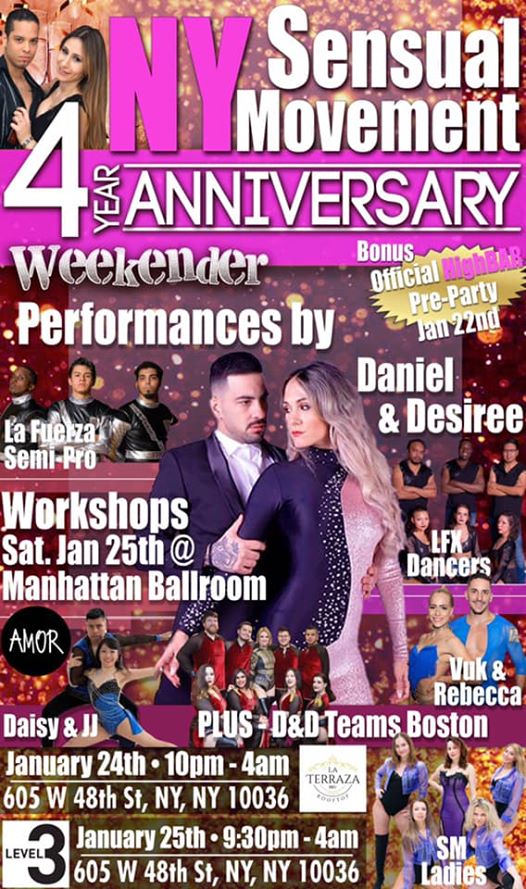 NY Sensual
Movement
4 YEAR ANNIVERSARY
Weekender
Bonus
Official HighBAR
Pre-Party
Jan 22nd
Performances by
Daniel
& Desiree
La Fuerza
Semi-Pro
Workshops
Sat. Jan 25th @
Manhattan Ballroom
LFX
Dancers
AMOR
Vuk &
Rebecca
Daisy & JJ
PLUS - D&D Teams Boston
January 24th • 10pm - 4am
605 W 48th St, NY, NY 10036
LA
TERRAZA
ROOFTOP
LEVEL 3
January 25th • 9:30pm - 4am
605 W 48th St, NY, NY 10036
SM
Ladies